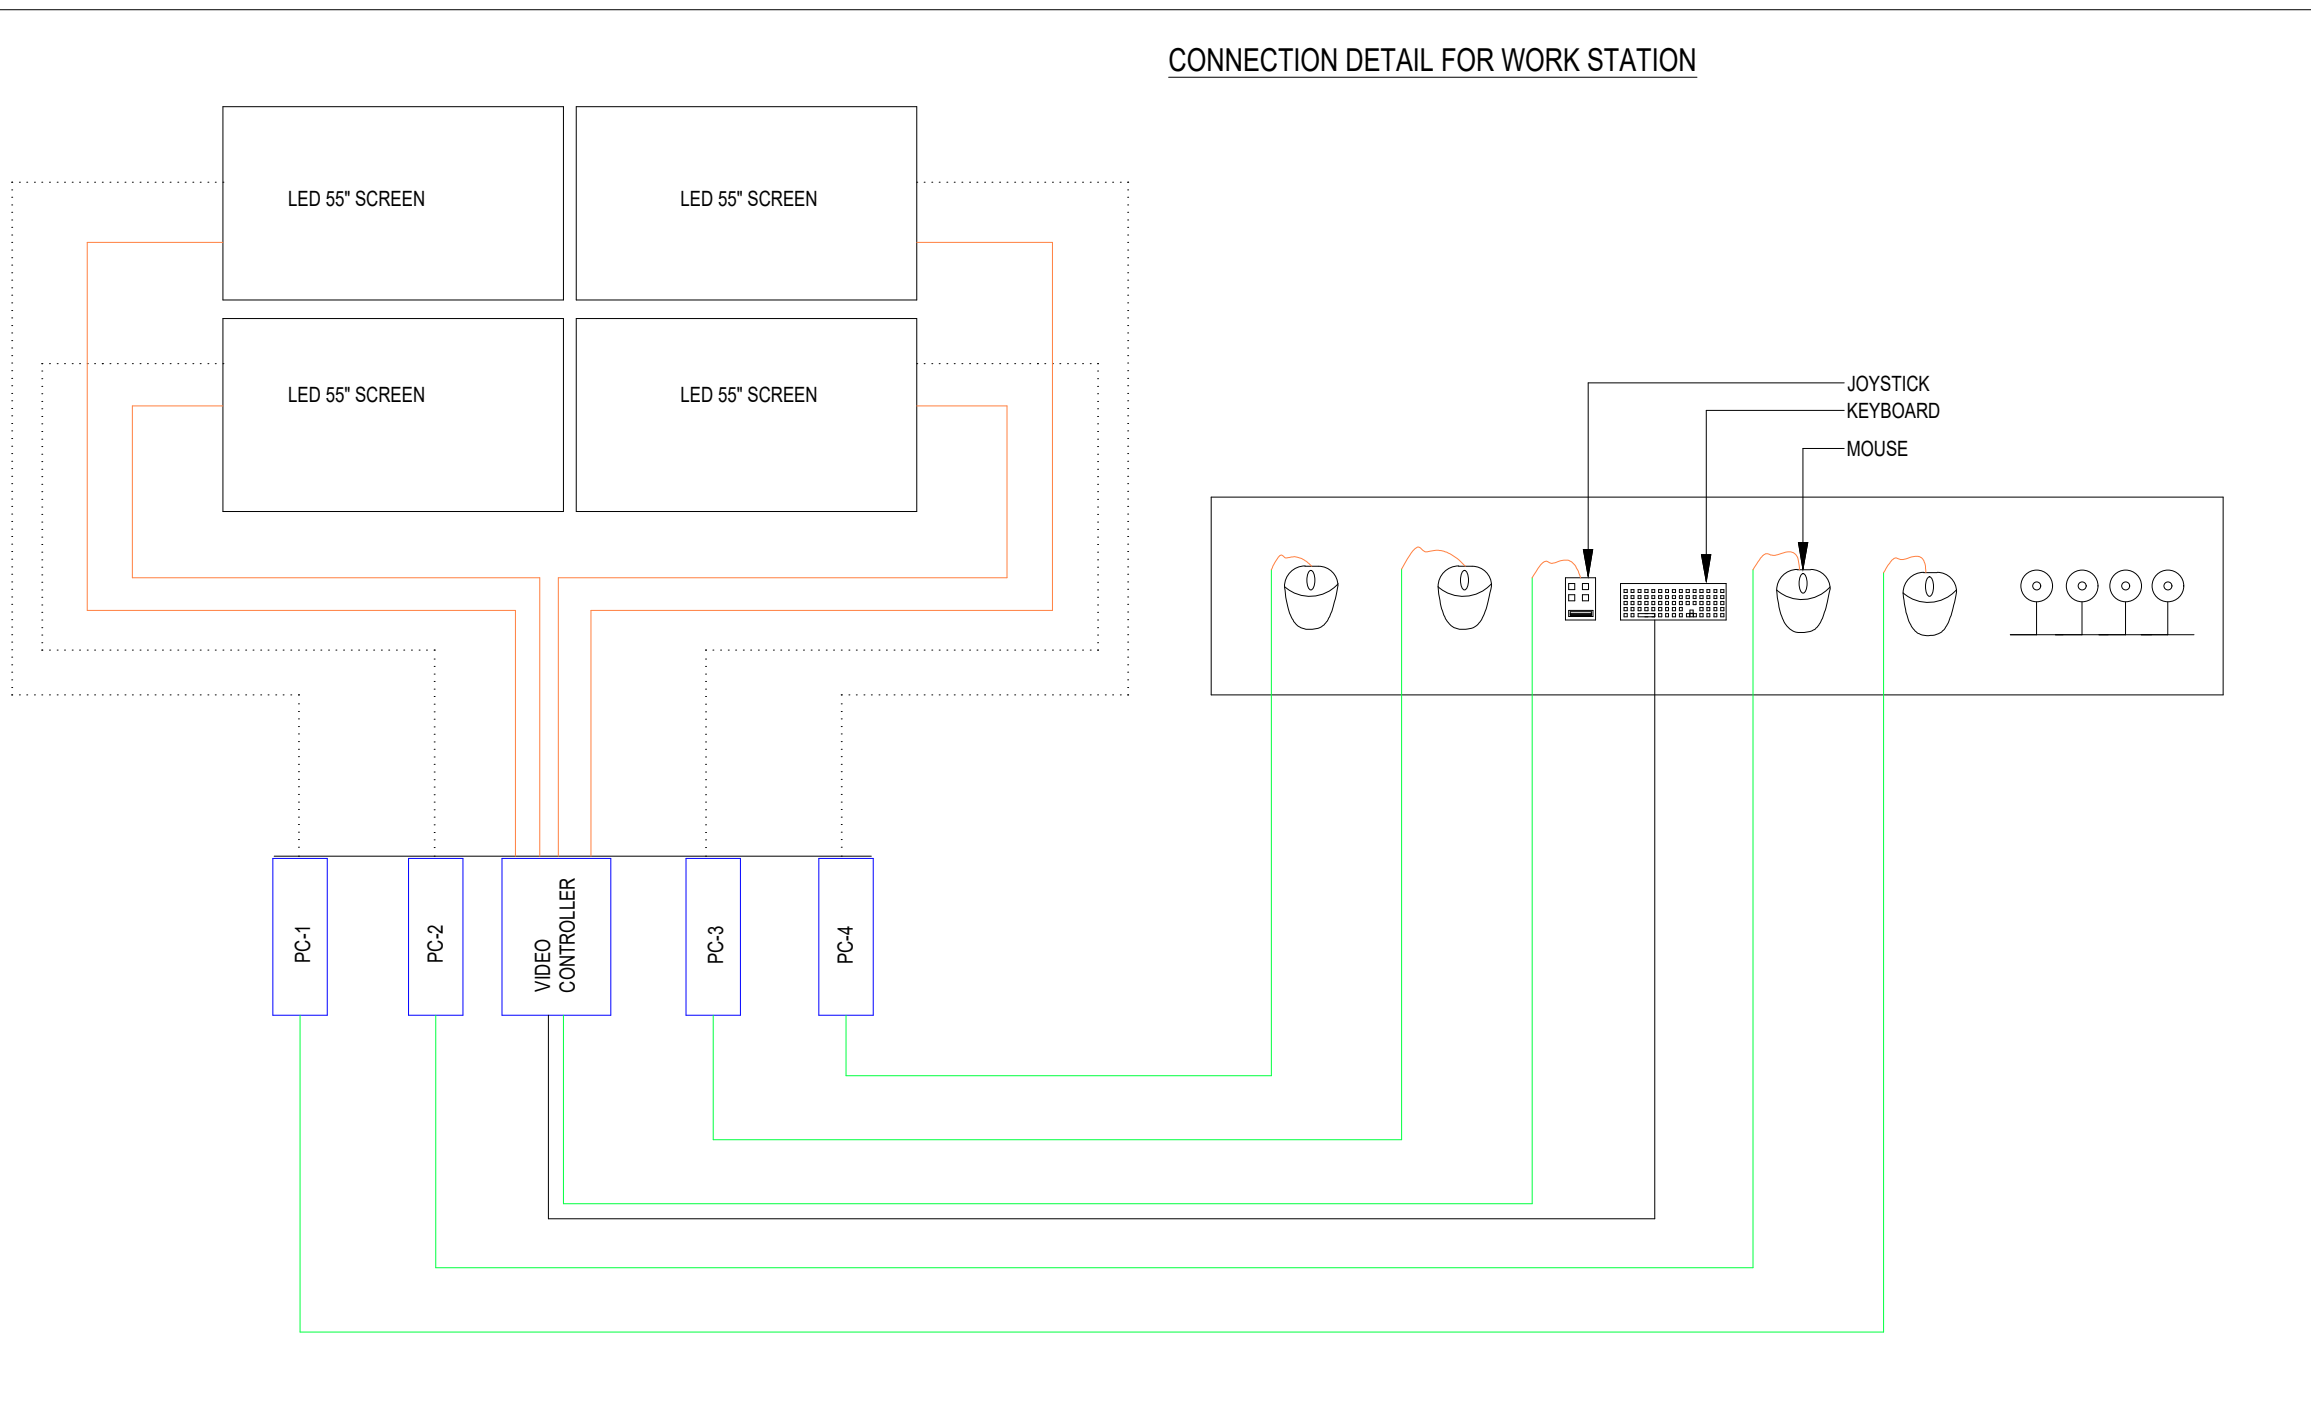 CONNECTION DETAIL FOR WORK STATION
LED 55" SCREEN
LED 55" SCREEN
LED 55" SCREEN
LED 55" SCREEN
JOYSTICK
KEYBOARD
MOUSE
PC-1
PC-2
VIDEO
CONTROLLER
PC-3
PC-4